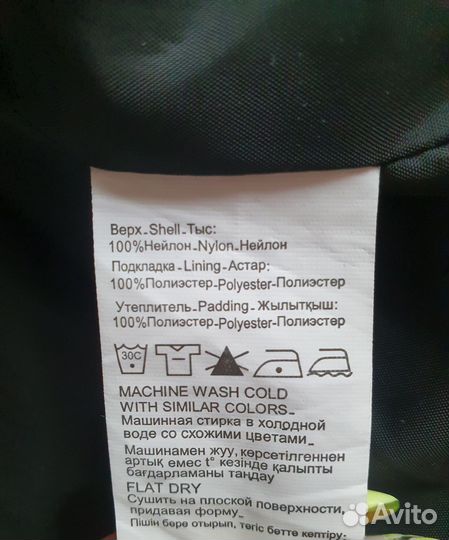 Верх-Shell-Тыс:
100%Нейлон-Nylon-Нейлон
Подкладка-Lining-Астар:
100%Полиэстер-Polyester-Полиэстер
Утеплитель-Padding-Жылытқыш:
100%Полиэстер-Polyester-Полиэстер
30C
MACHINE WASH COLD
WITH SIMILAR COLORS-
Машинная стирка в холодной
воде со схожими цветами-
Машинамен жуу, көрсетілгеннен
артық емес t° кезінде қалыпты
бағдарламаны таңдау
FLAT DRY
Сушить на плоской поверхности,
придавая форму-
Пішін бере отырып, тегіс бетте кептіру:
Avito